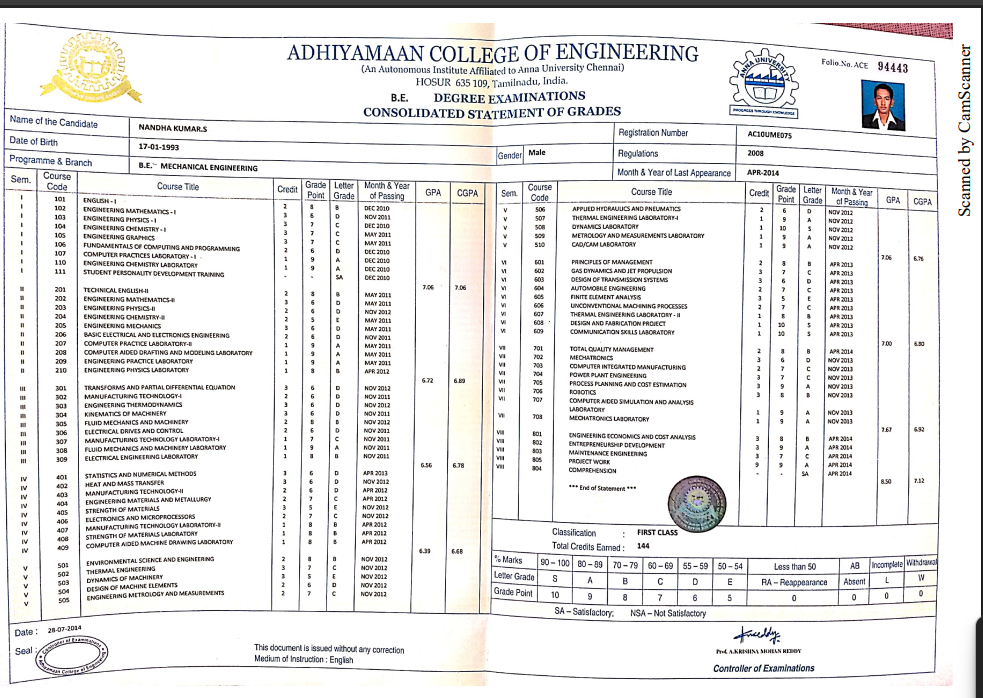 ADHIYAMAAN COLLEGE OF ENGINEERING
(An Autonomous Institute Affiliated to Anna University Chennai)
HOSUR 635 109, Tamilnadu, India.
B.E. DEGREE EXAMINATIONS
CONSOLIDATED STATEMENT OF GRADES
ANNA UNIVERSITY
PROGRESS THROUGH KNOWLEDGE
Folio.No. ACE 94443
Name of the Candidate NANDHA KUMAR.S
Date of Birth 17-01-1993
Programme & Branch B.E. - MECHANICAL ENGINEERING
Gender Male
Registration Number AC10UME075
Regulations 2008
Month & Year of Last Appearance APR-2014
Sem. Course Code Course Title Credit Grade Point Letter Grade Month & Year of Passing GPA CGPA
I 101 ENGLISH - I 2 8 B DEC 2010
I 102 ENGINEERING MATHEMATICS - I 3 6 D NOV 2011
I 103 ENGINEERING PHYSICS - I 3 7 C DEC 2010
I 104 ENGINEERING CHEMISTRY - I 3 7 C MAY 2011
I 105 ENGINEERING GRAPHICS 3 7 C MAY 2011
I 106 FUNDAMENTALS OF COMPUTING AND PROGRAMMING 2 6 D DEC 2010
I 107 COMPUTER PRACTICES LABORATORY - I 1 9 A DEC 2010
I 110 ENGINEERING CHEMISTRY LABORATORY 1 9 A DEC 2010
I 111 STUDENT PERSONALITY DEVELOPMENT TRAINING - - SA DEC 2010
7.06 7.06
II 201 TECHNICAL ENGLISH-II 2 8 B MAY 2011
II 202 ENGINEERING MATHEMATICS-II 3 6 D MAY 2011
II 203 ENGINEERING PHYSICS-II 2 6 D NOV 2012
II 204 ENGINEERING CHEMISTRY-II 2 5 E MAY 2011
II 205 ENGINEERING MECHANICS 3 6 D MAY 2011
II 206 BASIC ELECTRICAL AND ELECTRONICS ENGINEERING 2 6 D NOV 2011
II 207 COMPUTER PRACTICE LABORATORY-II 1 9 A MAY 2011
II 208 COMPUTER AIDED DRAFTING AND MODELING LABORATORY 1 9 A MAY 2011
II 209 ENGINEERING PRACTICE LABORATORY 1 9 A MAY 2011
II 210 ENGINEERING PHYSICS LABORATORY 1 8 B APR 2012
6.72 6.89
III 301 TRANSFORMS AND PARTIAL DIFFERENTIAL EQUATION 3 6 D NOV 2012
III 302 MANUFACTURING TECHNOLOGY-I 2 6 D NOV 2011
III 303 ENGINEERING THERMODYNAMICS 3 6 D NOV 2012
III 304 KINEMATICS OF MACHINERY 3 6 D NOV 2011
III 305 FLUID MECHANICS AND MACHINERY 2 8 B NOV 2012
III 306 ELECTRICAL DRIVES AND CONTROL 2 6 D NOV 2011
III 307 MANUFACTURING TECHNOLOGY LABORATORY-I 1 7 C NOV 2011
III 308 FLUID MECHANICS AND MACHINERY LABORATORY 1 9 A NOV 2011
III 309 ELECTRICAL ENGINEERING LABORATORY 1 8 B NOV 2011
6.56 6.78
IV 401 STATISTICS AND NUMERICAL METHODS 3 6 D APR 2013
IV 402 HEAT AND MASS TRANSFER 3 6 D NOV 2012
IV 403 MANUFACTURING TECHNOLOGY-II 2 6 D APR 2012
IV 404 ENGINEERING MATERIALS AND METALLURGY 2 7 C APR 2012
IV 405 STRENGTH OF MATERIALS 3 5 E NOV 2012
IV 406 ELECTRONICS AND MICROPROCESSORS 2 7 C NOV 2012
IV 407 MANUFACTURING TECHNOLOGY LABORATORY-II 1 8 B APR 2012
IV 408 STRENGTH OF MATERIALS LABORATORY 1 8 B APR 2012
IV 409 COMPUTER AIDED MACHINE DRAWING LABORATORY 1 8 B APR 2012
6.39 6.68
V 501 ENVIRONMENTAL SCIENCE AND ENGINEERING 2 8 B NOV 2012
V 502 THERMAL ENGINEERING 3 7 C NOV 2012
V 503 DYNAMICS OF MACHINERY 3 5 E NOV 2012
V 504 DESIGN OF MACHINE ELEMENTS 2 6 D NOV 2012
V 505 ENGINEERING METROLOGY AND MEASUREMENTS 2 7 C NOV 2012
Sem. Course Code Course Title Credit Grade Point Letter Grade Month & Year of Passing GPA CGPA
V 506 APPLIED HYDRAULICS AND PNEUMATICS 2 6 D NOV 2012
V 507 THERMAL ENGINEERING LABORATORY-I 1 9 A NOV 2012
V 508 DYNAMICS LABORATORY 1 10 S NOV 2012
V 509 METROLOGY AND MEASUREMENTS LABORATORY 1 9 A NOV 2012
V 510 CAD/CAM LABORATORY 1 9 A NOV 2012
7.06 6.76
VI 601 PRINCIPLES OF MANAGEMENT 2 8 B APR 2013
VI 602 GAS DYNAMICS AND JET PROPULSION 3 7 C APR 2013
VI 603 DESIGN OF TRANSMISSION SYSTEMS 3 6 D APR 2013
VI 604 AUTOMOBILE ENGINEERING 2 7 C APR 2013
VI 605 FINITE ELEMENT ANALYSIS 3 5 E APR 2013
VI 606 UNCONVENTIONAL MACHINING PROCESSES 2 7 C APR 2013
VI 607 THERMAL ENGINEERING LABORATORY - II 1 8 B APR 2013
VI 608 DESIGN AND FABRICATION PROJECT 1 10 S APR 2013
VI 609 COMMUNICATION SKILLS LABORATORY 1 10 S APR 2013
7.00 6.80
VII 701 TOTAL QUALITY MANAGEMENT 2 8 B APR 2014
VII 702 MECHATRONICS 3 6 D NOV 2013
VII 703 COMPUTER INTEGRATED MANUFACTURING 2 7 C NOV 2013
VII 704 POWER PLANT ENGINEERING 3 7 C NOV 2013
VII 705 PROCESS PLANNING AND COST ESTIMATION 3 9 A NOV 2013
VII 706 ROBOTICS 3 8 B NOV 2013
VII 707 COMPUTER AIDED SIMULATION AND ANALYSIS
LABORATORY 1 9 A NOV 2013
VII 708 MECHATRONICS LABORATORY 1 9 A NOV 2013
7.67 6.92
VIII 801 ENGINEERING ECONOMICS AND COST ANALYSIS 3 8 B APR 2014
VIII 802 ENTREPRENEURSHIP DEVELOPMENT 3 9 A APR 2014
VIII 803 MAINTENANCE ENGINEERING 3 7 C APR 2014
VIII 805 PROJECT WORK 9 9 A APR 2014
VIII 804 COMPREHENSION - - SA APR 2014
8.50 7.12
*** End of Statement ***
Classification : FIRST CLASS
Total Credits Earned : 144
% Marks 90 – 100 80 – 89 70 – 79 60 – 69 55 – 59 50 – 54 Less than 50 AB Incomplete Withdrawal
Letter Grade S A B C D E RA – Reappearance Absent L W
Grade Point 10 9 8 7 6 5 0 0 0 0
SA – Satisfactory; NSA – Not Satisfactory
Date : 28-07-2014
Seal :
Controller of Examinations
Adhiyamaan College of Engineering
This document is issued without any correction
Medium of Instruction : English
Prof. A.KRISHNA MOHAN REDDY
Controller of Examinations
Scanned by CamScanner